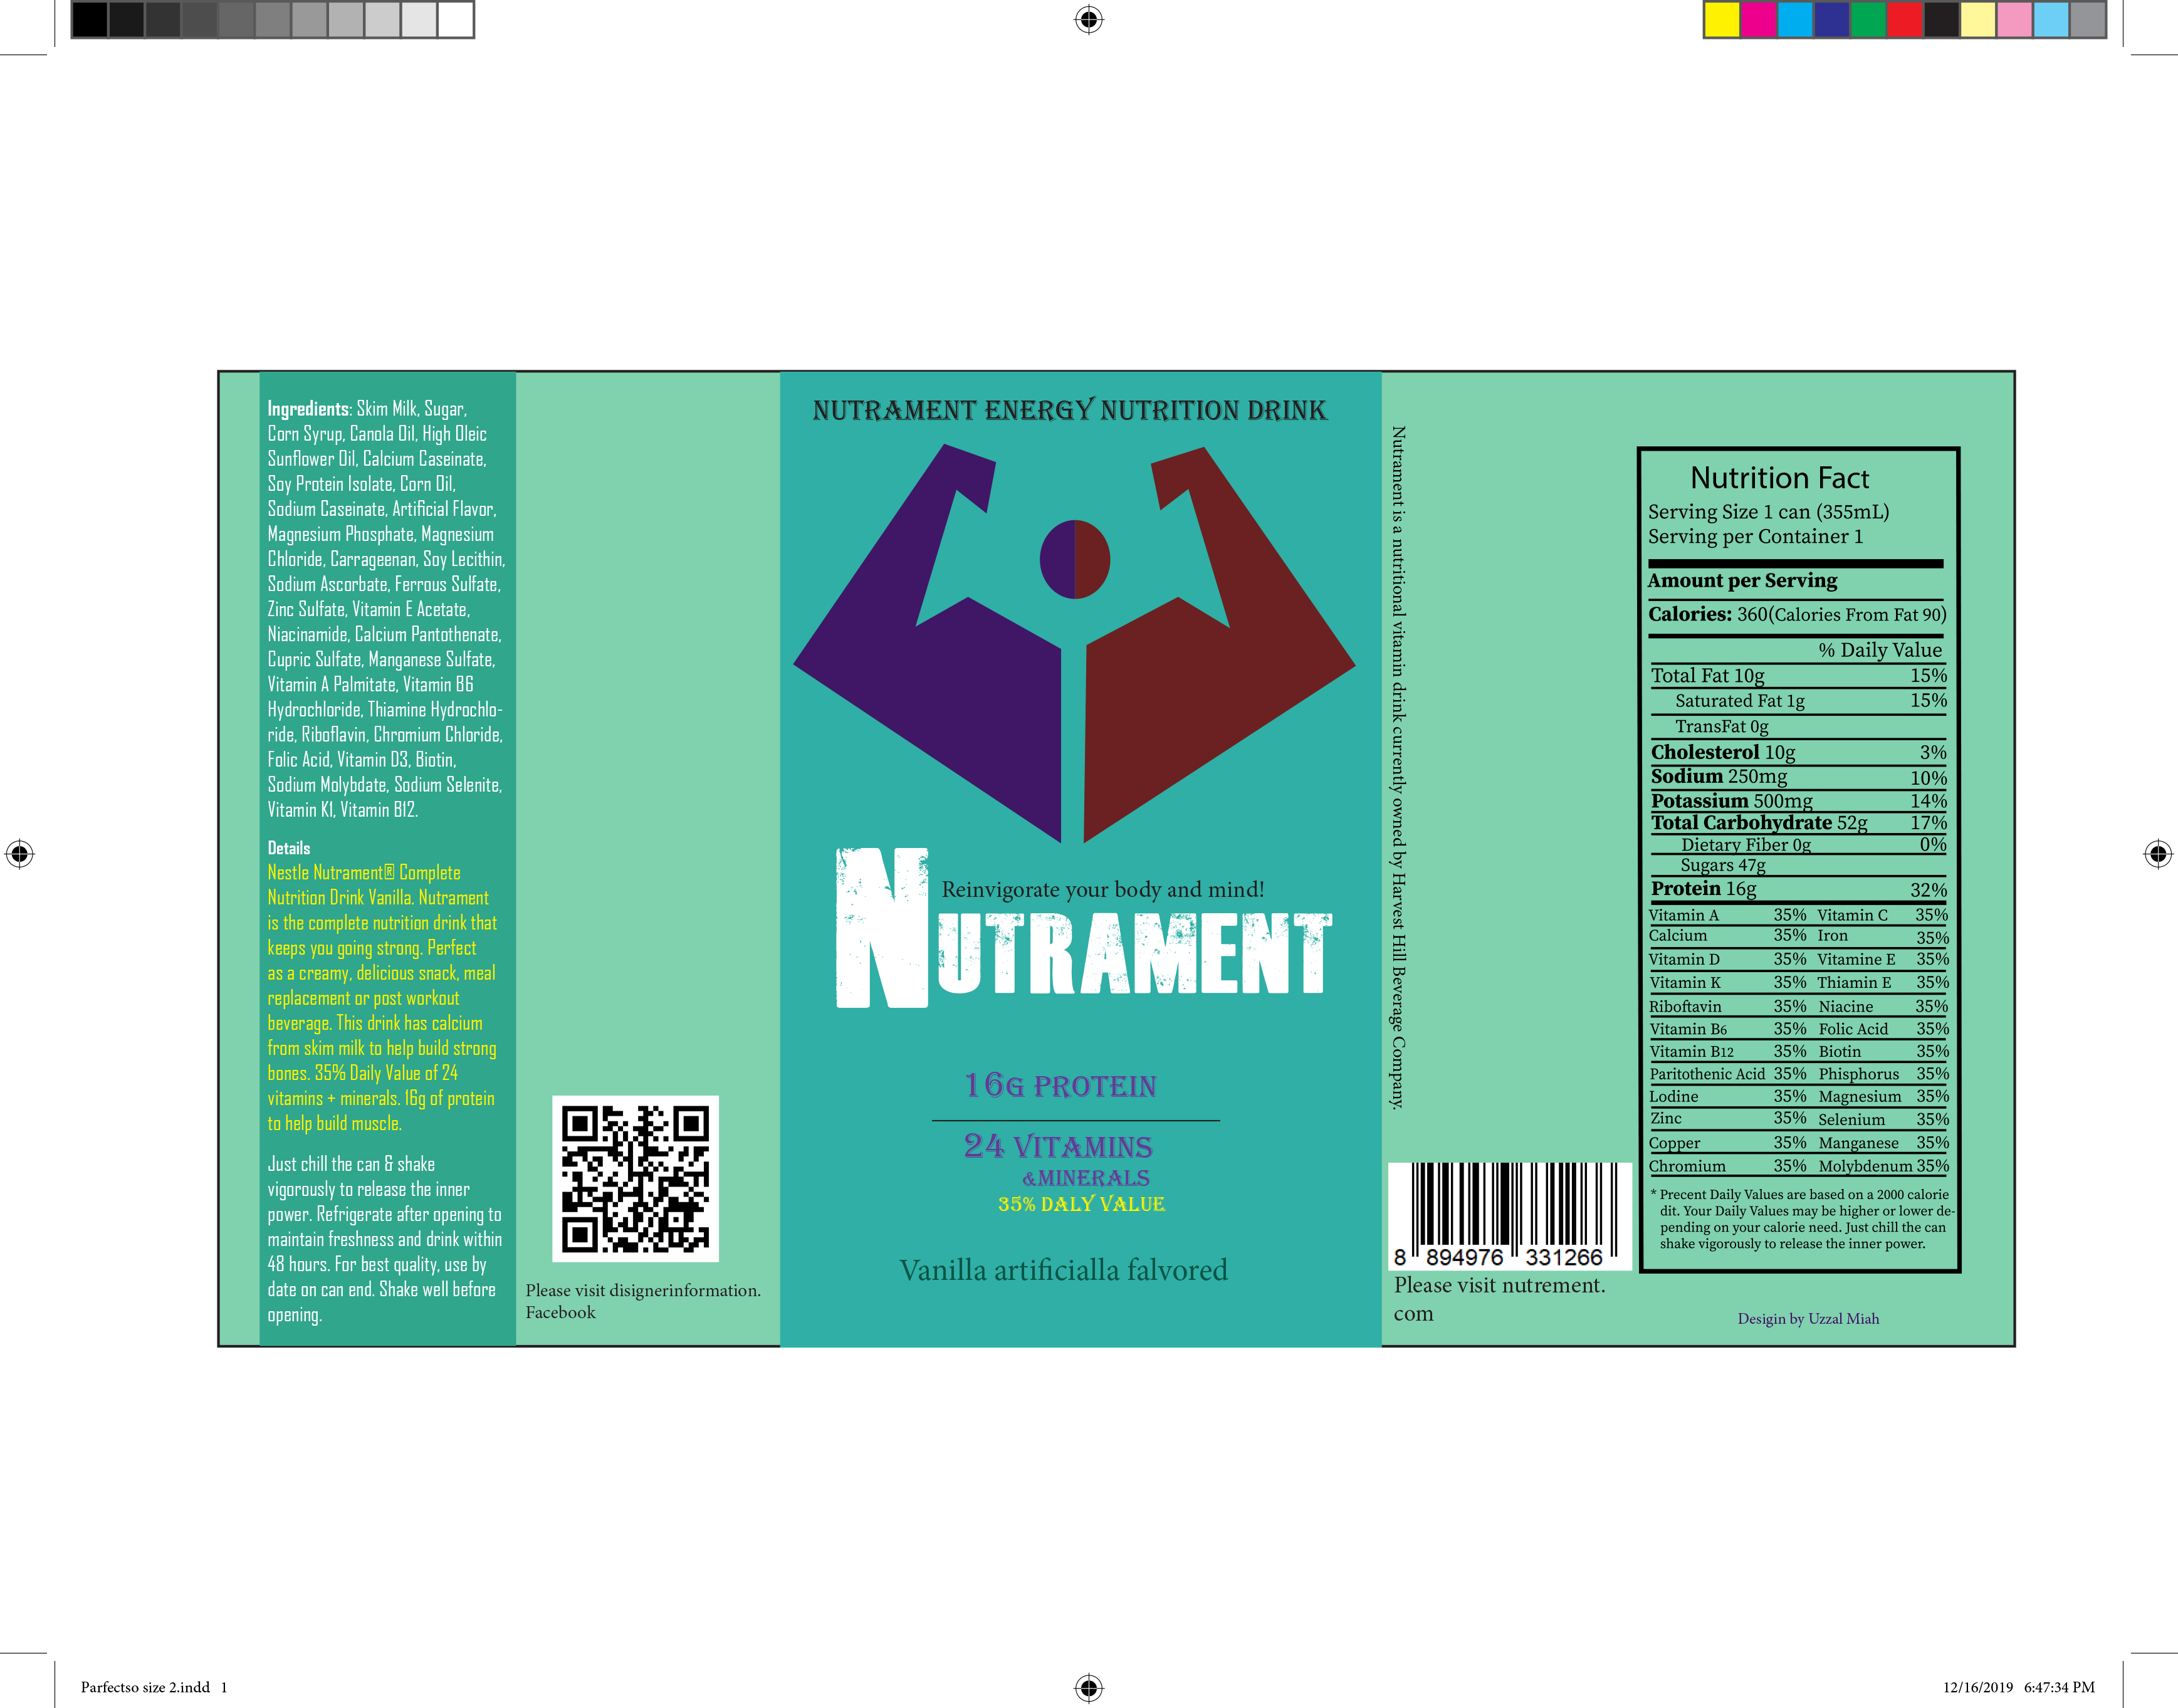 Ingredients: Skim Milk, Sugar,
Corn Syrup, Canola Oil, High Oleic
Sunflower Oil, Calcium Caseinate,
Soy Protein Isolate, Corn Oil,
Sodium Caseinate, Artificial Flavor,
Magnesium Phosphate, Magnesium
Chloride, Carrageenan, Soy Lecithin,
Sodium Ascorbate, Ferrous Sulfate,
Zinc Sulfate, Vitamin E Acetate,
Niacinamide, Calcium Pantothenate,
Cupric Sulfate, Manganese Sulfate,
Vitamin A Palmitate, Vitamin B6
Hydrochloride, Thiamine Hydrochlo-
ride, Riboflavin, Chromium Chloride,
Folic Acid, Vitamin D3, Biotin,
Sodium Molybdate, Sodium Selenite,
Vitamin K1, Vitamin B12.
Details
Nestle Nutrament® Complete
Nutrition Drink Vanilla. Nutrament
is the complete nutrition drink that
keeps you going strong. Perfect
as a creamy, delicious snack, meal
replacement or post workout
beverage. This drink has calcium
from skim milk to help build strong
bones. 35% Daily Value of 24
vitamins + minerals. 16g of protein
to help build muscle.
Just chill the can & shake
vigorously to release the inner
power. Refrigerate after opening to
maintain freshness and drink within
48 hours. For best quality, use by
date on can end. Shake well before
opening.
Please visit disignerinformation.
Facebook
NUTRAMENT ENERGY NUTRITION DRINK
Reinvigorate your body and mind!
NUTRAMENT
16G PROTEIN
24 VITAMINS
&MINERALS
35% DALY VALUE
Vanilla artificialla falvored
Nutrament is a nutritional vitamin drink currently owned by Harvest Hill Beverage Company.
8 894976 331266
Please visit nutrement.
com
Nutrition Fact
Serving Size 1 can (355mL)
Serving per Container 1
Amount per Serving
Calories: 360(Calories From Fat 90)
% Daily Value
Total Fat 10g 15%
Saturated Fat 1g 15%
TransFat 0g
Cholesterol 10g 3%
Sodium 250mg 10%
Potassium 500mg 14%
Total Carbohydrate 52g 17%
Dietary Fiber 0g 0%
Sugars 47g
Protein 16g 32%
Vitamin A 35% Vitamin C 35%
Calcium 35% Iron 35%
Vitamin D 35% Vitamine E 35%
Vitamin K 35% Thiamin E 35%
Riboftavin 35% Niacine 35%
Vitamin B6 35% Folic Acid 35%
Vitamin B12 35% Biotin 35%
Paritothenic Acid 35% Phisphorus 35%
Lodine 35% Magnesium 35%
Zinc 35% Selenium 35%
Copper 35% Manganese 35%
Chromium 35% Molybdenum 35%
* Precent Daily Values are based on a 2000 calorie
dit. Your Daily Values may be higher or lower de-
pending on your calorie need. Just chill the can
shake vigorously to release the inner power.
Desigin by Uzzal Miah
Parfectso size 2.indd 1
12/16/2019 6:47:34 PM